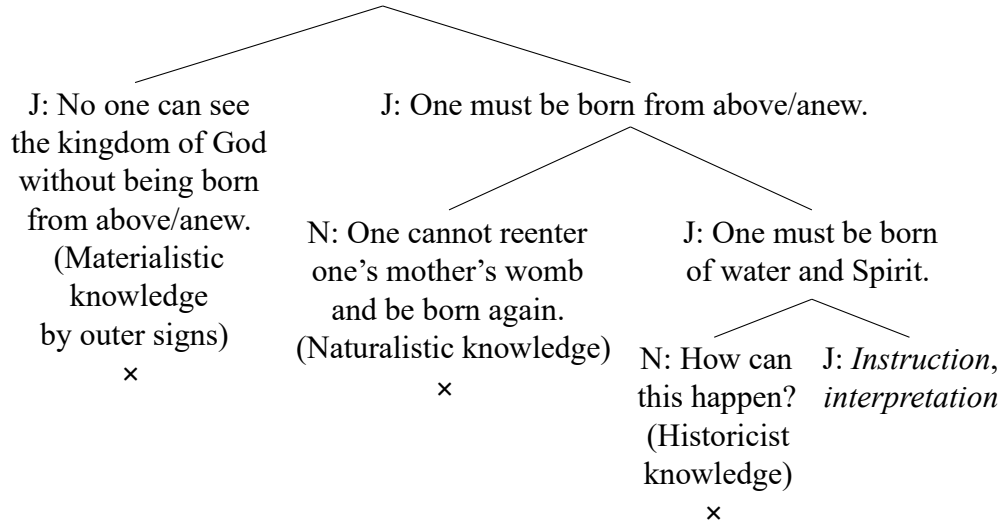 J: No one can see
the kingdom of God
without being born
from above/anew.
(Materialistic
knowledge
by outer signs)
×
J: One must be born from above/anew.
N: One cannot reenter
one’s mother’s womb
and be born again.
(Naturalistic knowledge)
×
J: One must be born
of water and Spirit.
N: How can
this happen?
(Historicist
knowledge)
×
J: Instruction,
interpretation